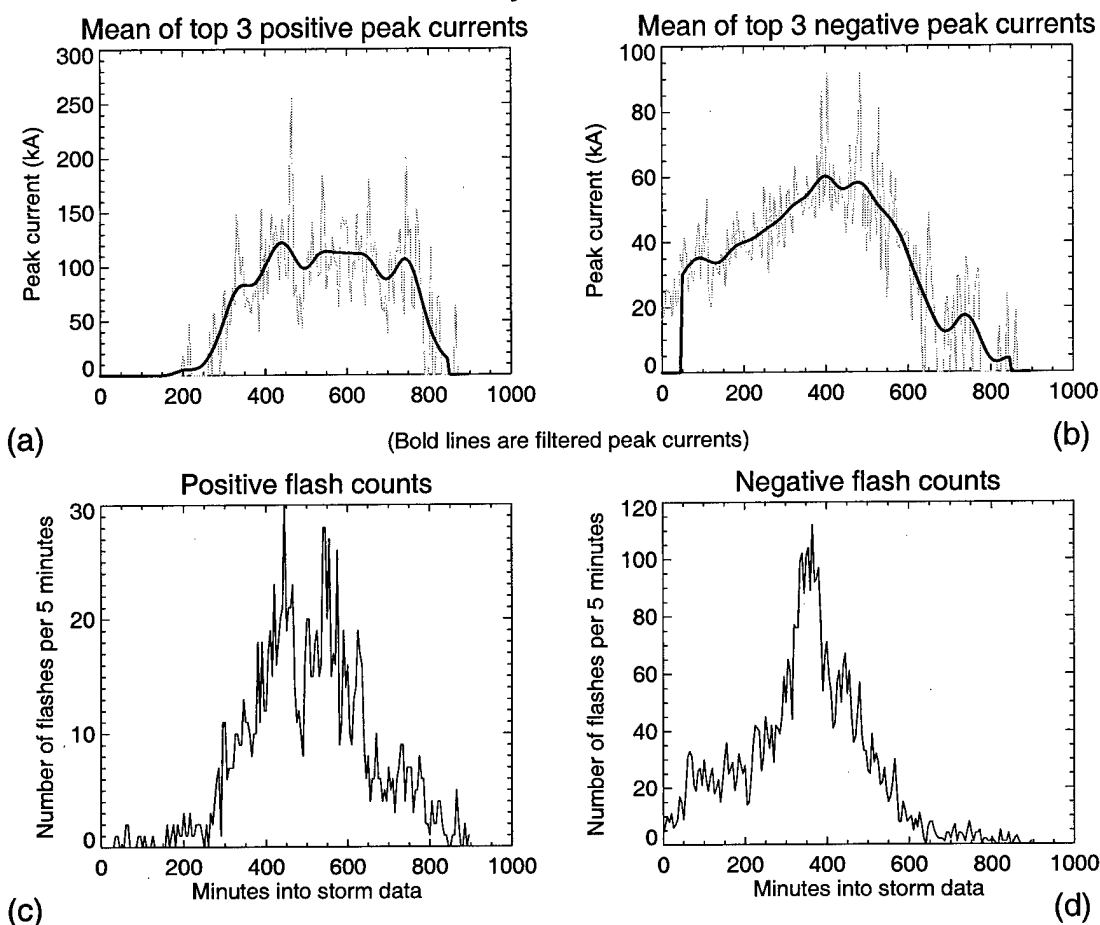 Mean of top 3 positive peak currents
Peak current (kA)
300
250
200
150
100
50
0
0 200 400 600 800 1000
(a)
Mean of top 3 negative peak currents
Peak current (kA)
100
80
60
40
20
0
0 200 400 600 800 1000
(b)
(Bold lines are filtered peak currents)
Positive flash counts
Number of flashes per 5 minutes
30
20
10
0
0 200 400 600 800 1000
Minutes into storm data
(c)
Negative flash counts
Number of flashes per 5 minutes
120
100
80
60
40
20
0
0 200 400 600 800 1000
Minutes into storm data
(d)